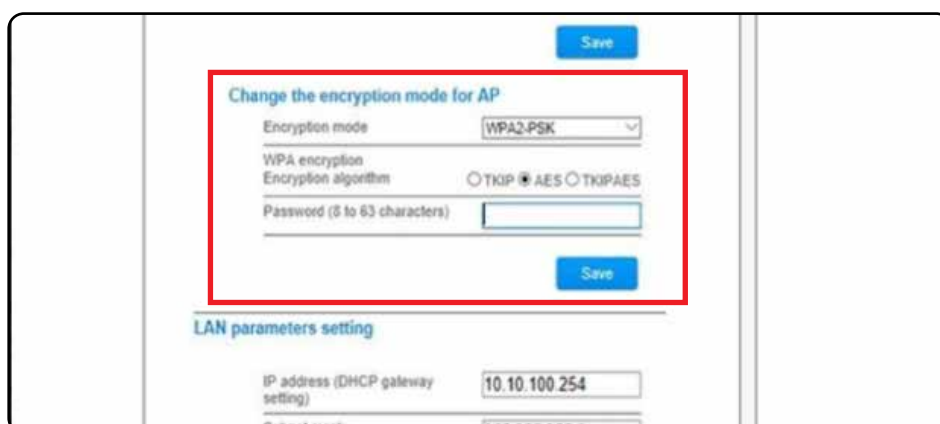 Save
Change the encryption mode for AP
Encryption mode
WPA2-PSK
WPA encryption
Encryption algorithm
TKIP AES TKIPAES
Password (8 to 63 characters)
Save
LAN parameters setting
IP address (DHCP gateway
setting)
10.10.100.254